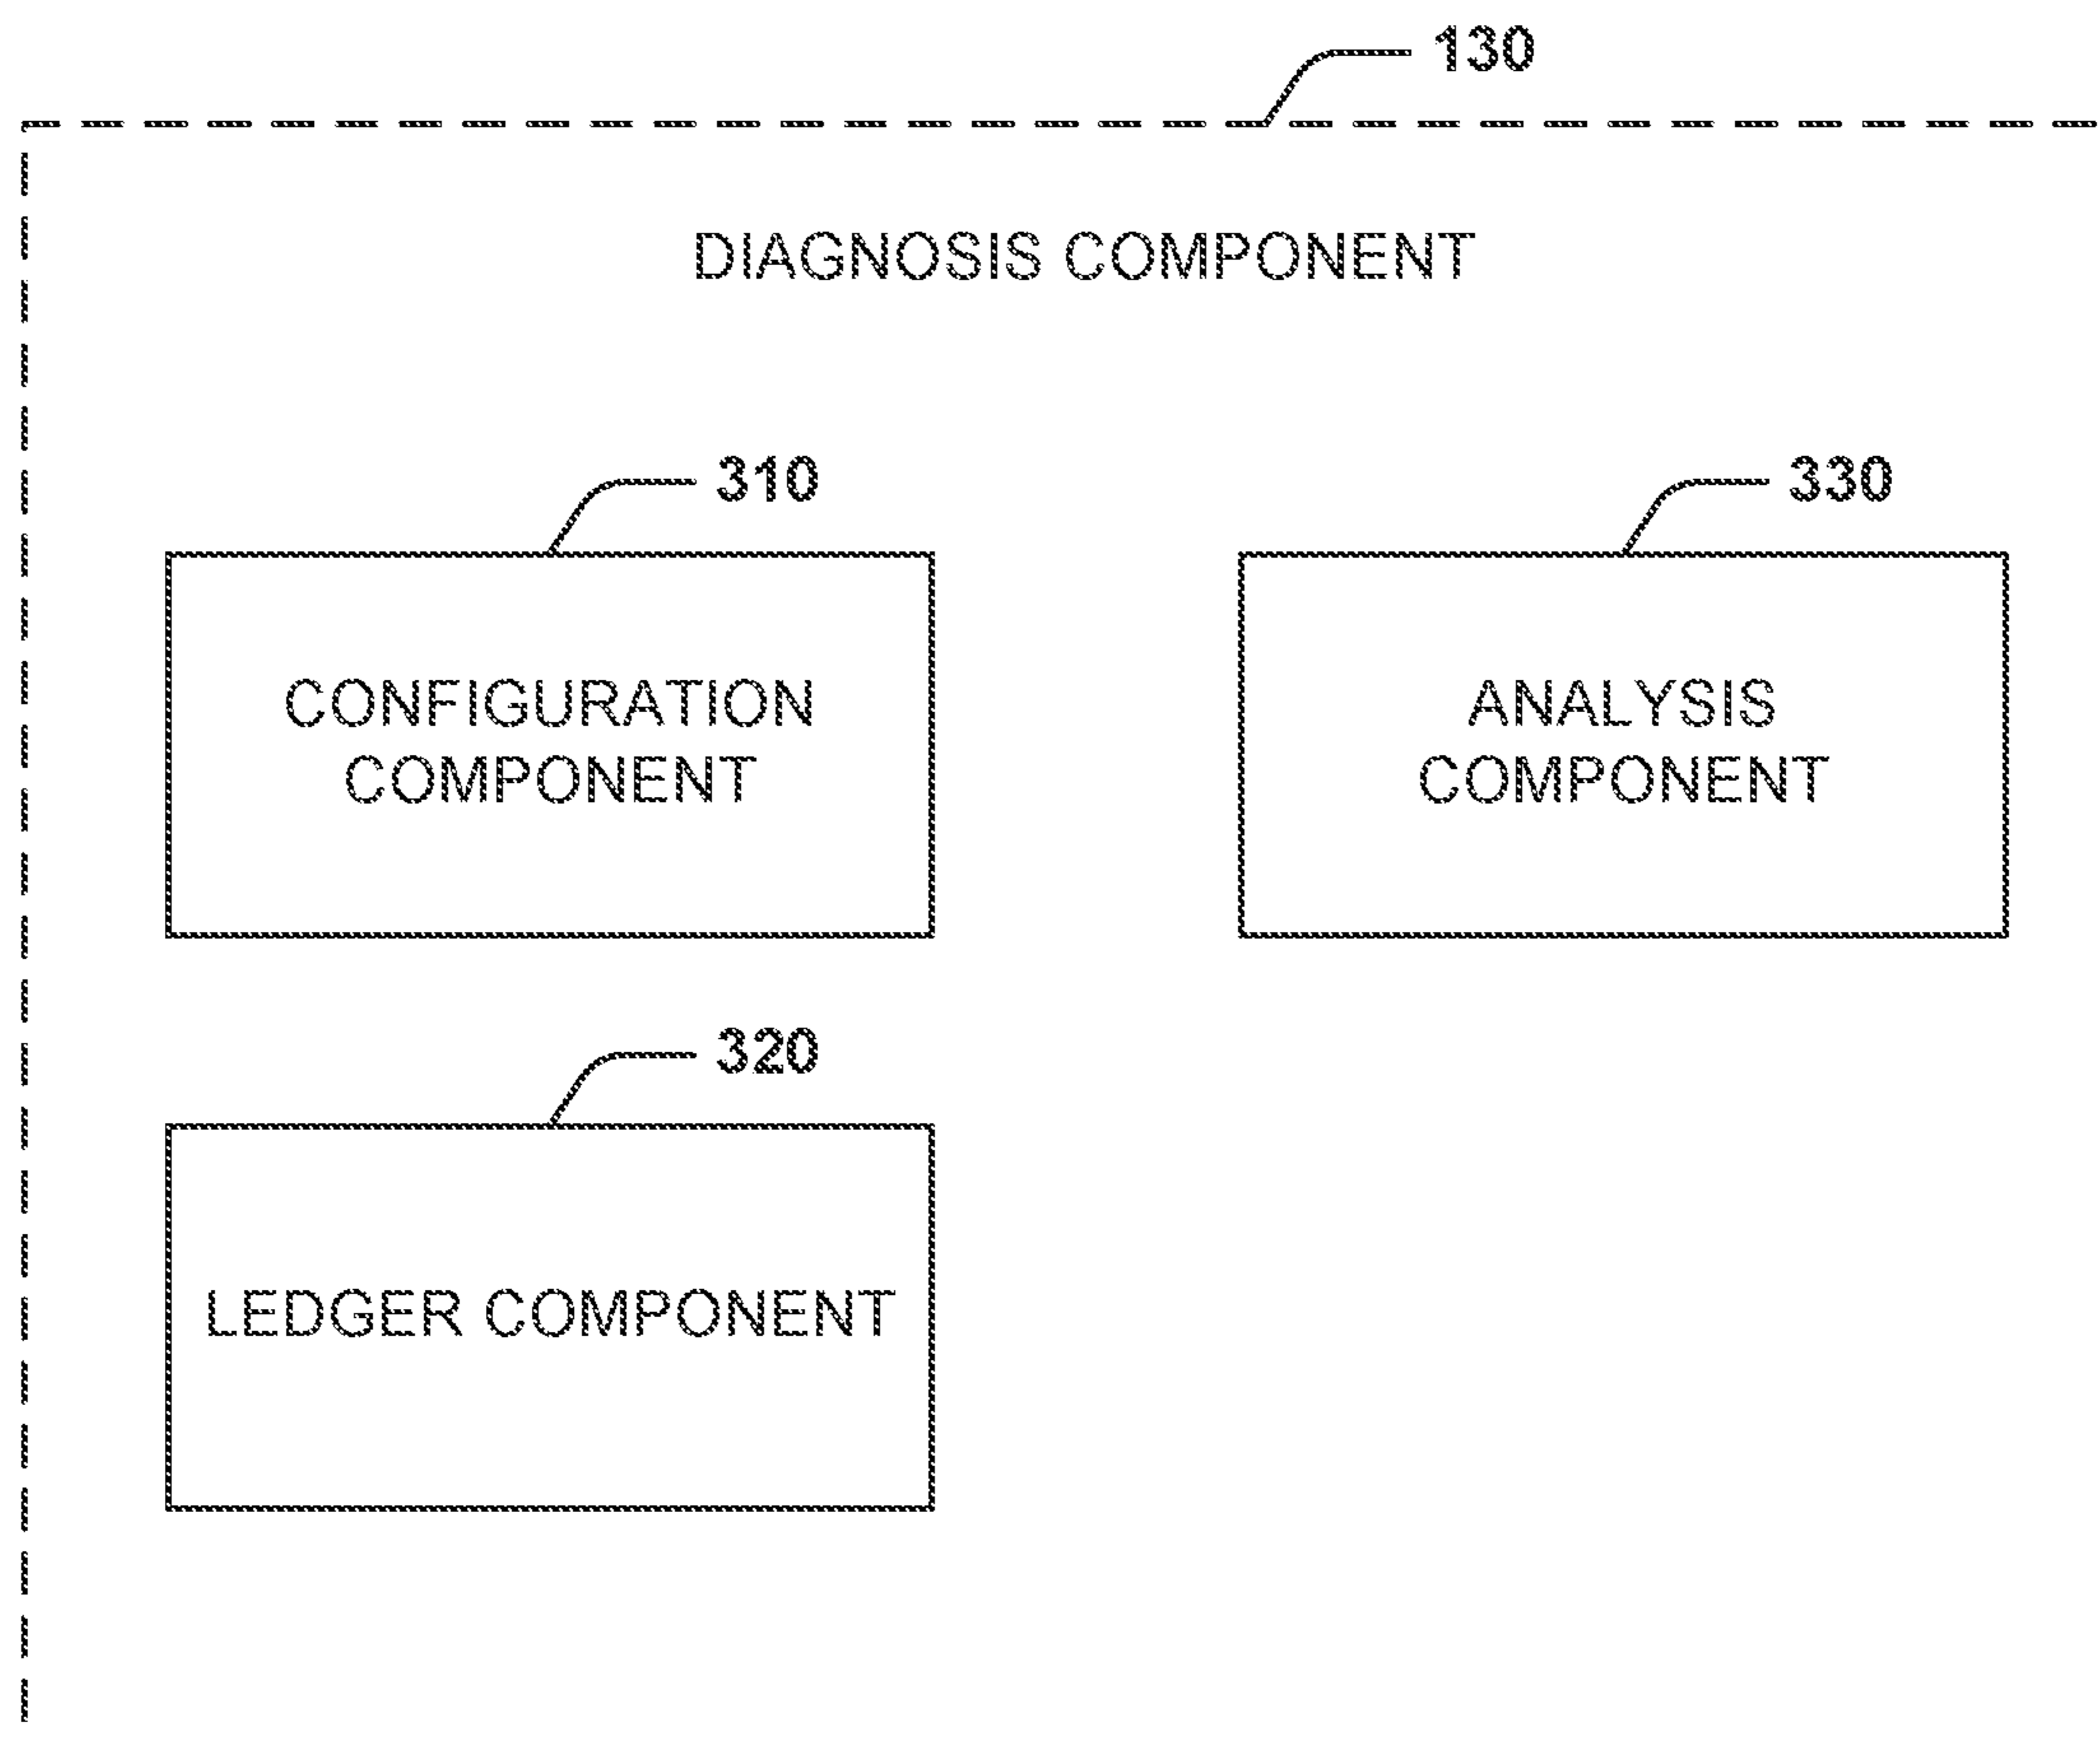 130
DIAGNOSIS COMPONENT
310
330
CONFIGURATION
COMPONENT
ANALYSIS
COMPONENT
320
LEDGER COMPONENT